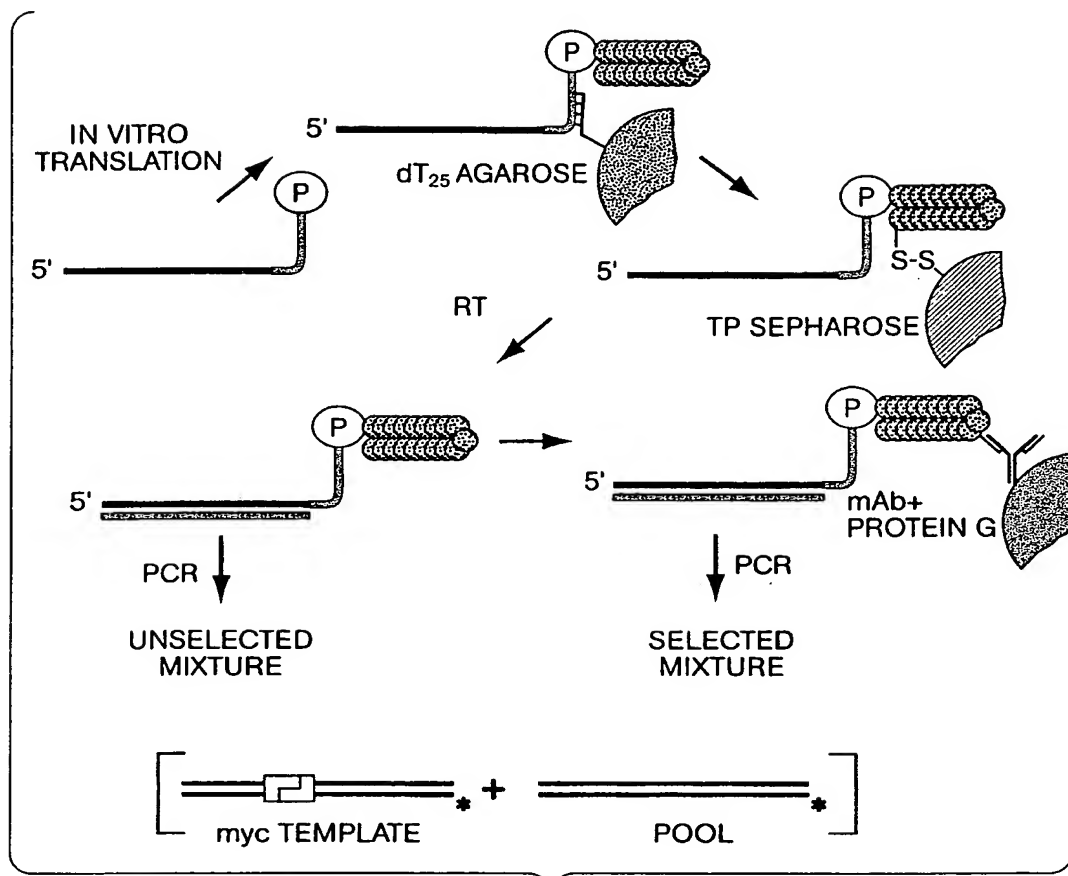 IN VITRO
TRANSLATION
5'
P
5'
P
dT₂₅ AGAROSE
5'
P
S-S
TP SEPHAROSE
RT
5'
P
5'
P
mAb+
PROTEIN G
PCR
UNSELECTED
MIXTURE
PCR
SELECTED
MIXTURE
+
*
*
myc TEMPLATE
POOL